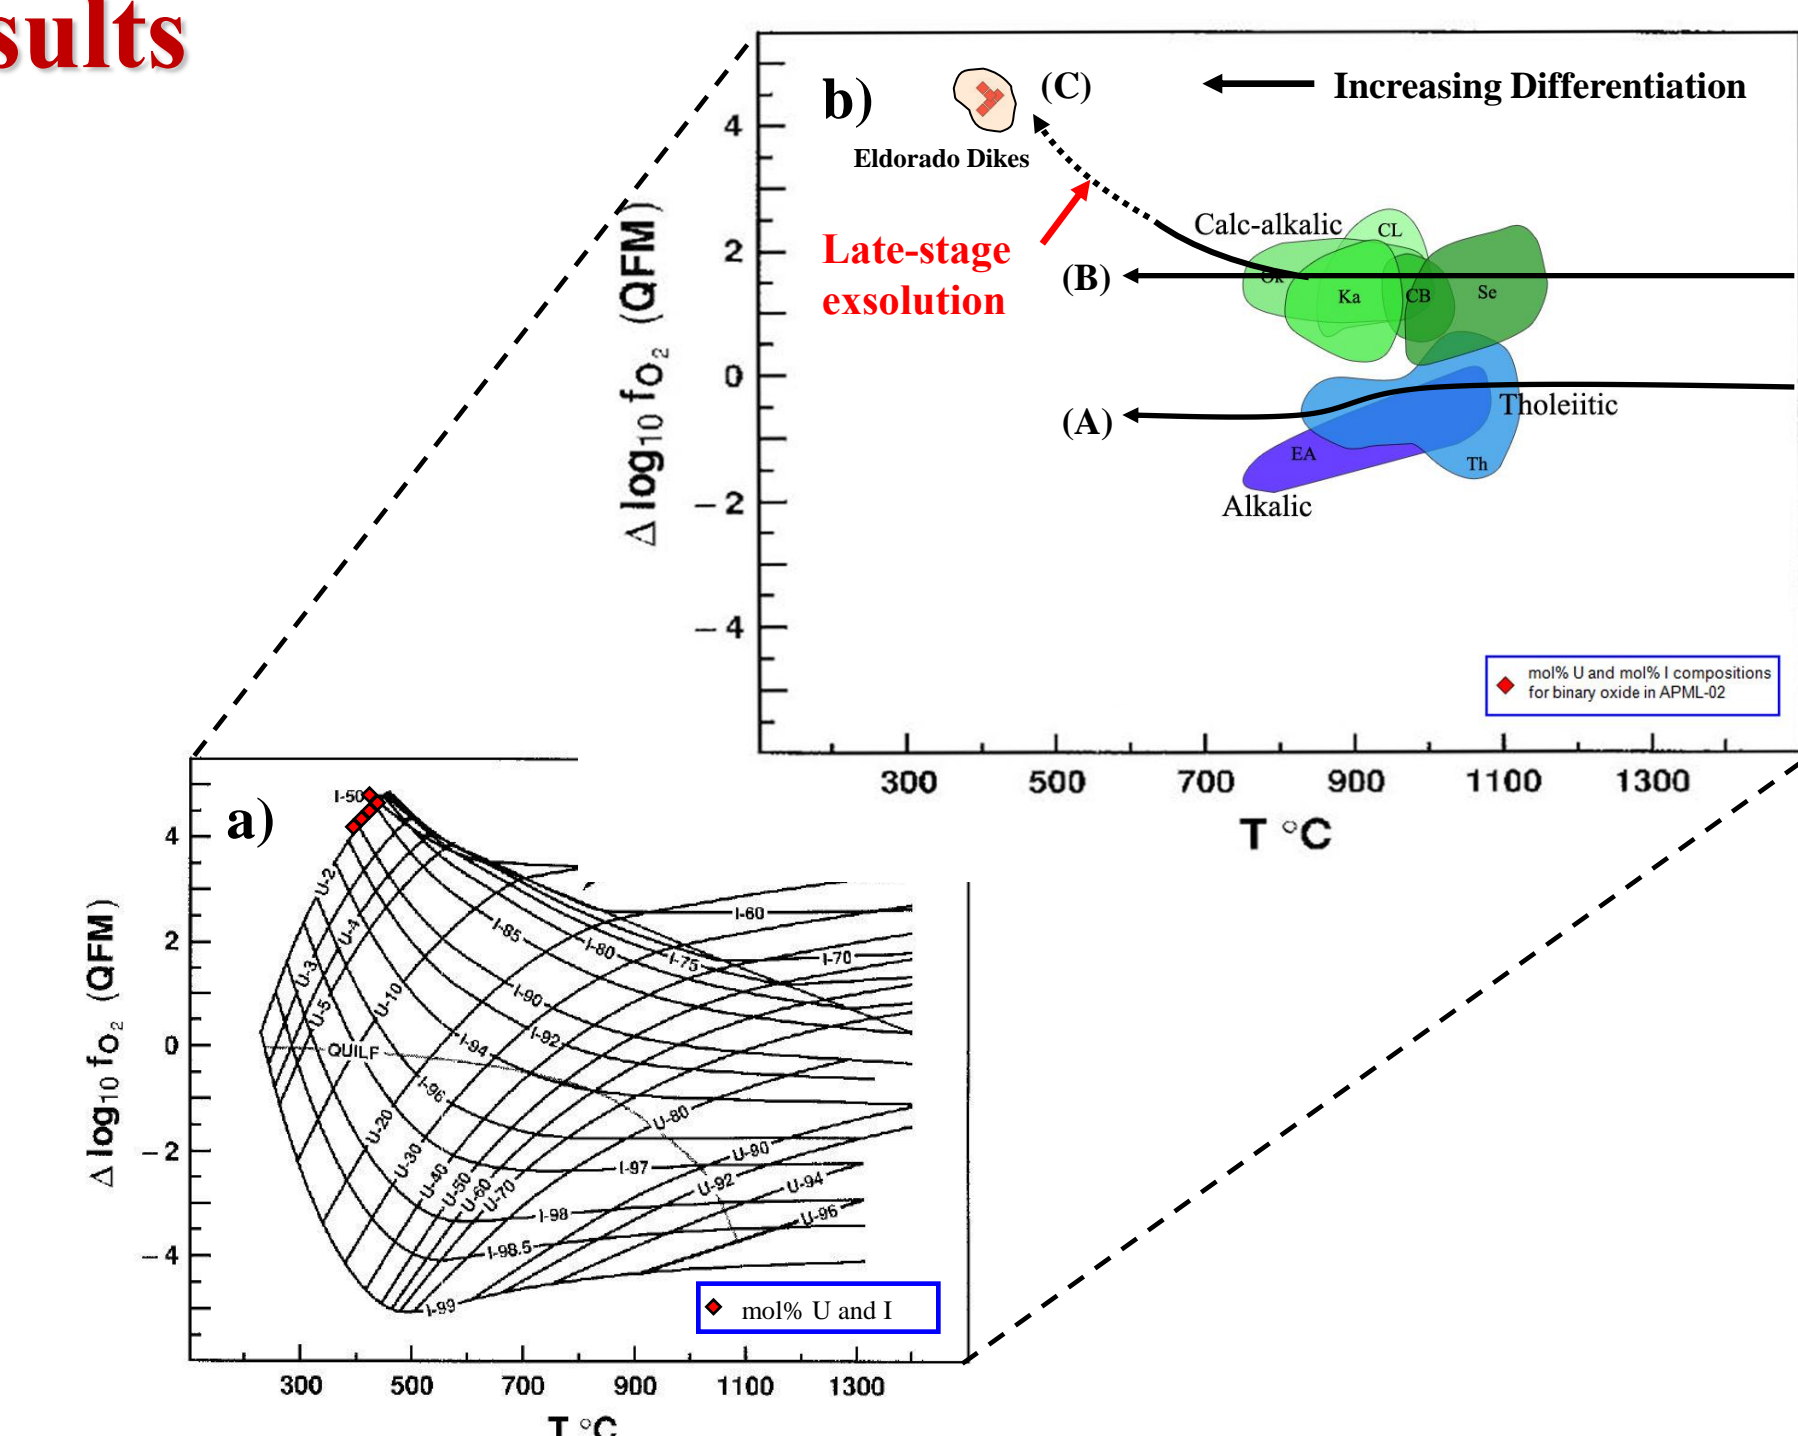 sults
b)
(C)
Increasing Differentiation
Eldorado Dikes
Late-stage
exsolution
Calc-alkalic
CL
(B)
Ok
Ka
CB
Se
(A)
Tholeiitic
EA
Th
Alkalic
4
2
0
−2
−4
Δ log10 fO2 (QFM)
mol% U and mol% I compositions
for binary oxide in APML-02
300 500 700 900 1100 1300
T °C
a)
I-50
U-2
U-4
U-3
U-5
U-10
I-85
I-80
I-75
I-60
I-70
I-90
I-92
I-94
QUILF
I-96
U-20
U-30
U-40
U-50
U-60
U-70
U-80
U-90
U-92
U-94
U-96
I-97
I-98
I-98.5
I-99
4
2
0
−2
−4
Δ log10 fO2 (QFM)
mol% U and I
300 500 700 900 1100 1300
T °C